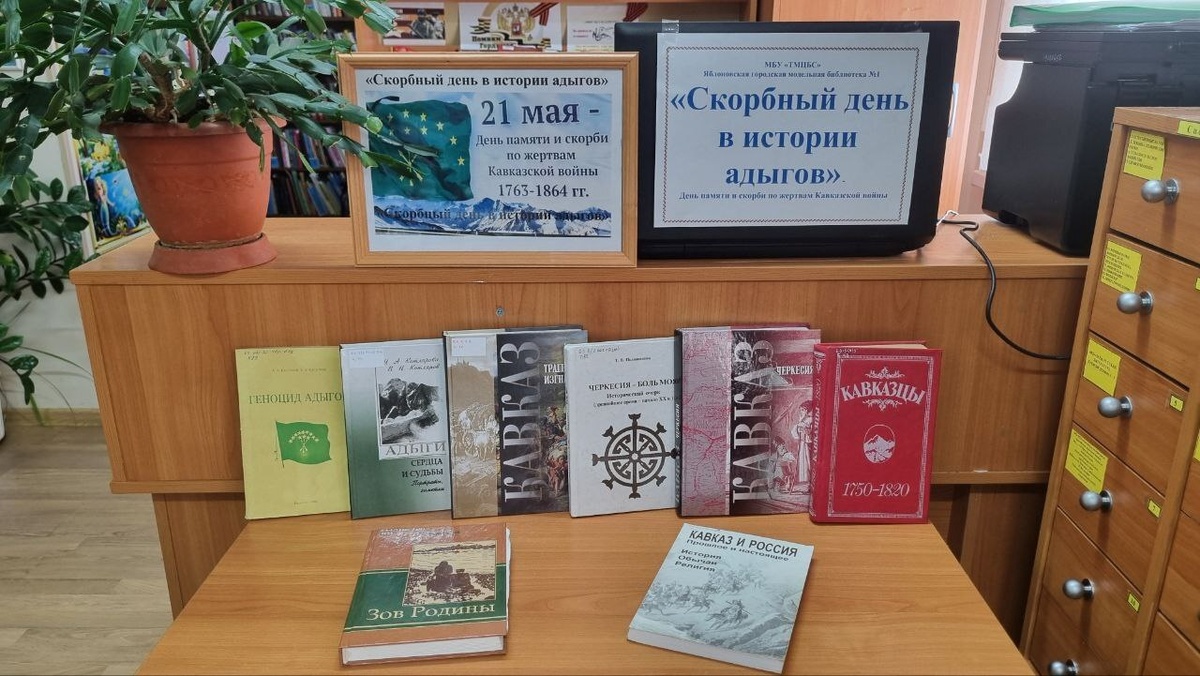 «Скорбный день в истории адыгов»
21 мая -
День памяти и скорби
по жертвам
Кавказской войны
1763-1864 гг.
«Скорбный день в истории адыгов»
МБУ «ТМЦБС»
Яблоновская городская модельная библиотека №1
«Скорбный день
в истории
адыгов».
День памяти и скорби по жертвам Кавказской войны
ГЕНОЦИД АДЫГО
АДЫГИ
СЕРДЦА
И СУДЬБЫ
КАВКАЗ
ЧЕРКЕСИЯ – БОЛЬ МОЯ
Исторический очерк
КАВКАЗ
ЧЕРКЕСИЯ
КАВКАЗЦЫ
1750–1820
Зов Родины
КАВКАЗ И РОССИЯ
Прошлое и настоящее
История
Обычаи
Религия